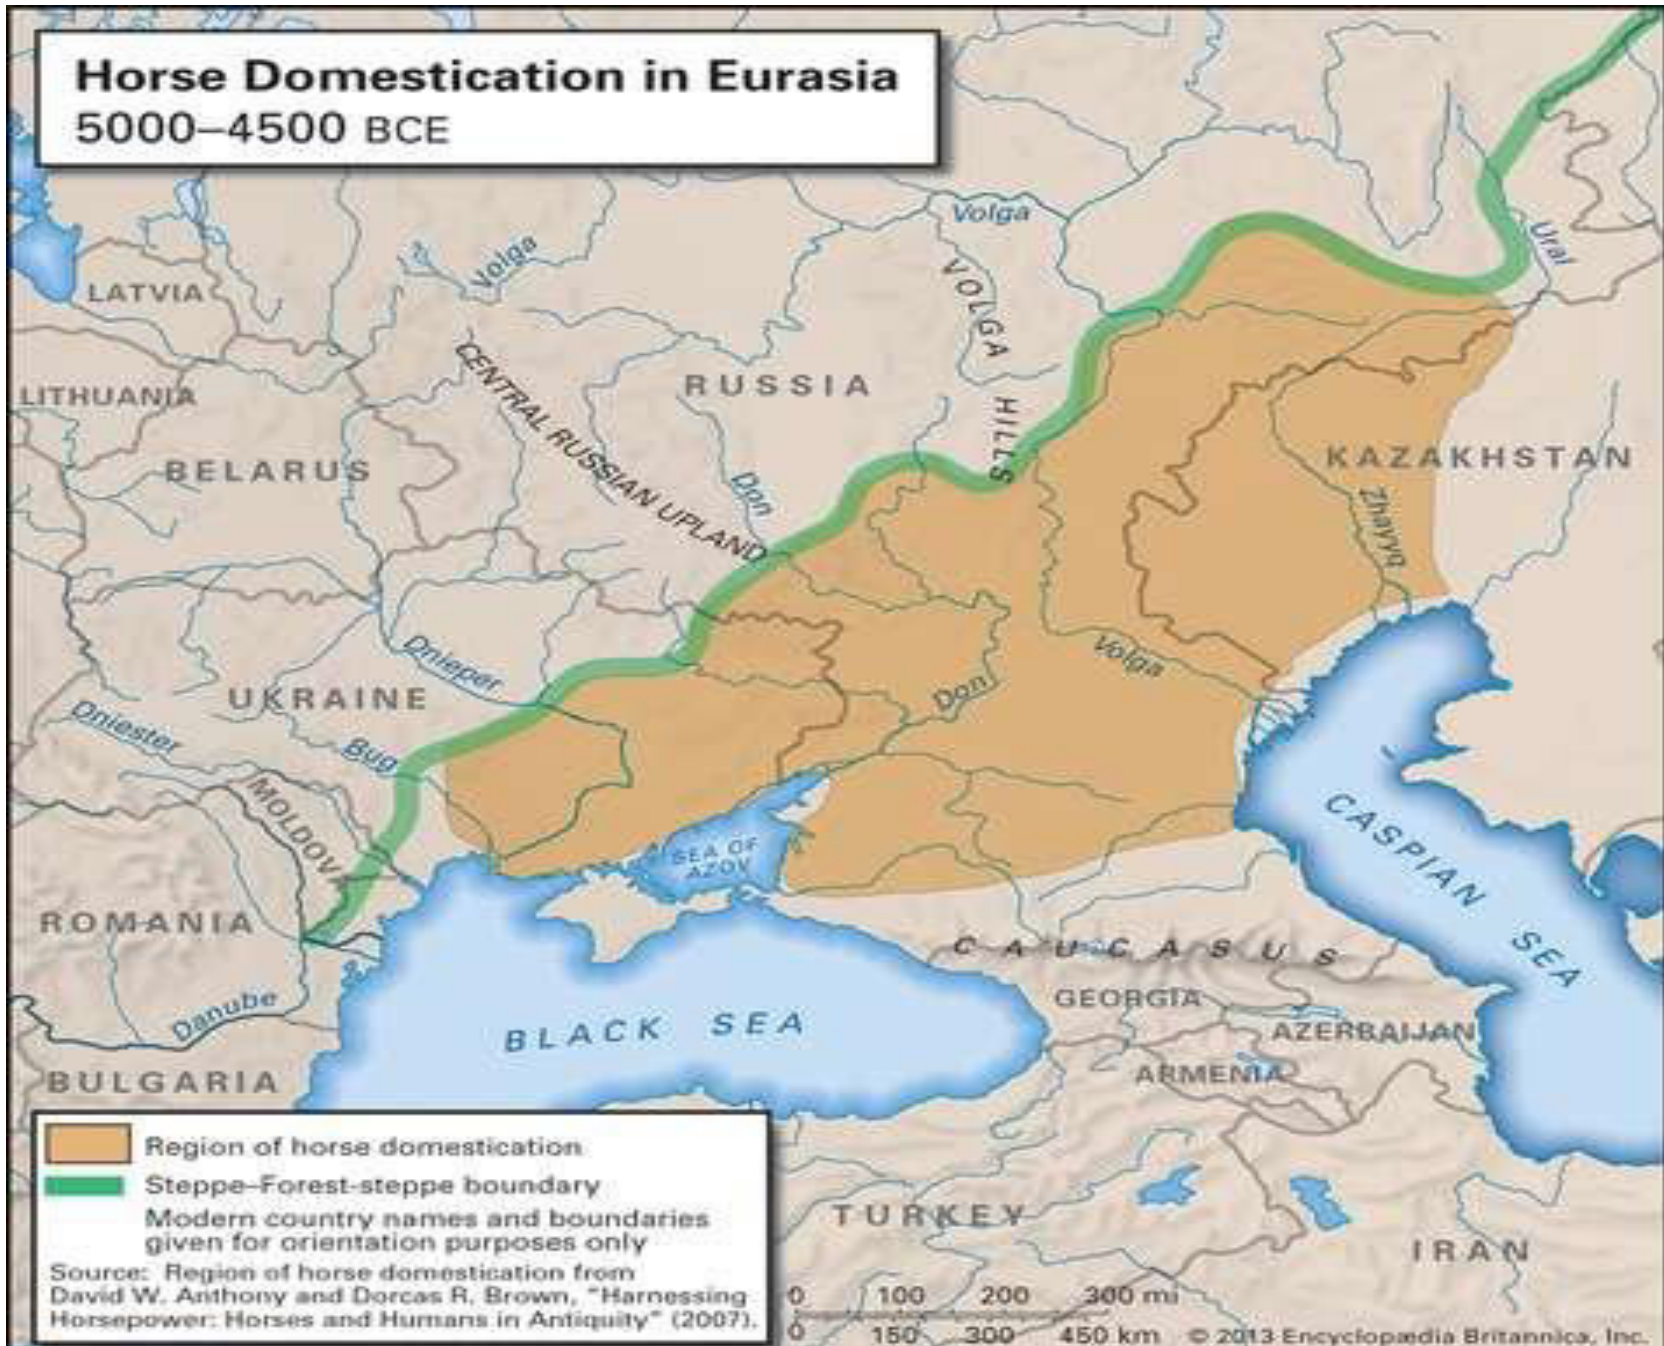 Horse Domestication in Eurasia
5000–4500 BCE
Volga
Volga
Ural
VOLGA HILLS
LATVIA
CENTRAL RUSSIAN UPLAND
RUSSIA
LITHUANIA
BELARUS
Don
KAZAKHSTAN
Zhayyq
Dnieper
Volga
UKRAINE
Don
Dniester
Bug
MOLDOVA
CASPIAN SEA
SEA OF
AZOV
ROMANIA
CAUCASUS
GEORGIA
Danube
BLACK SEA
AZERBAIJAN
ARMENIA
BULGARIA
TURKEY
IRAN
Region of horse domestication
Steppe–Forest-steppe boundary
Modern country names and boundaries
given for orientation purposes only
Source: Region of horse domestication from
David W. Anthony and Dorcas R. Brown, "Harnessing
Horsepower: Horses and Humans in Antiquity" (2007).
0 100 200 300 mi
0 150 300 450 km
© 2013 Encyclopædia Britannica, Inc.